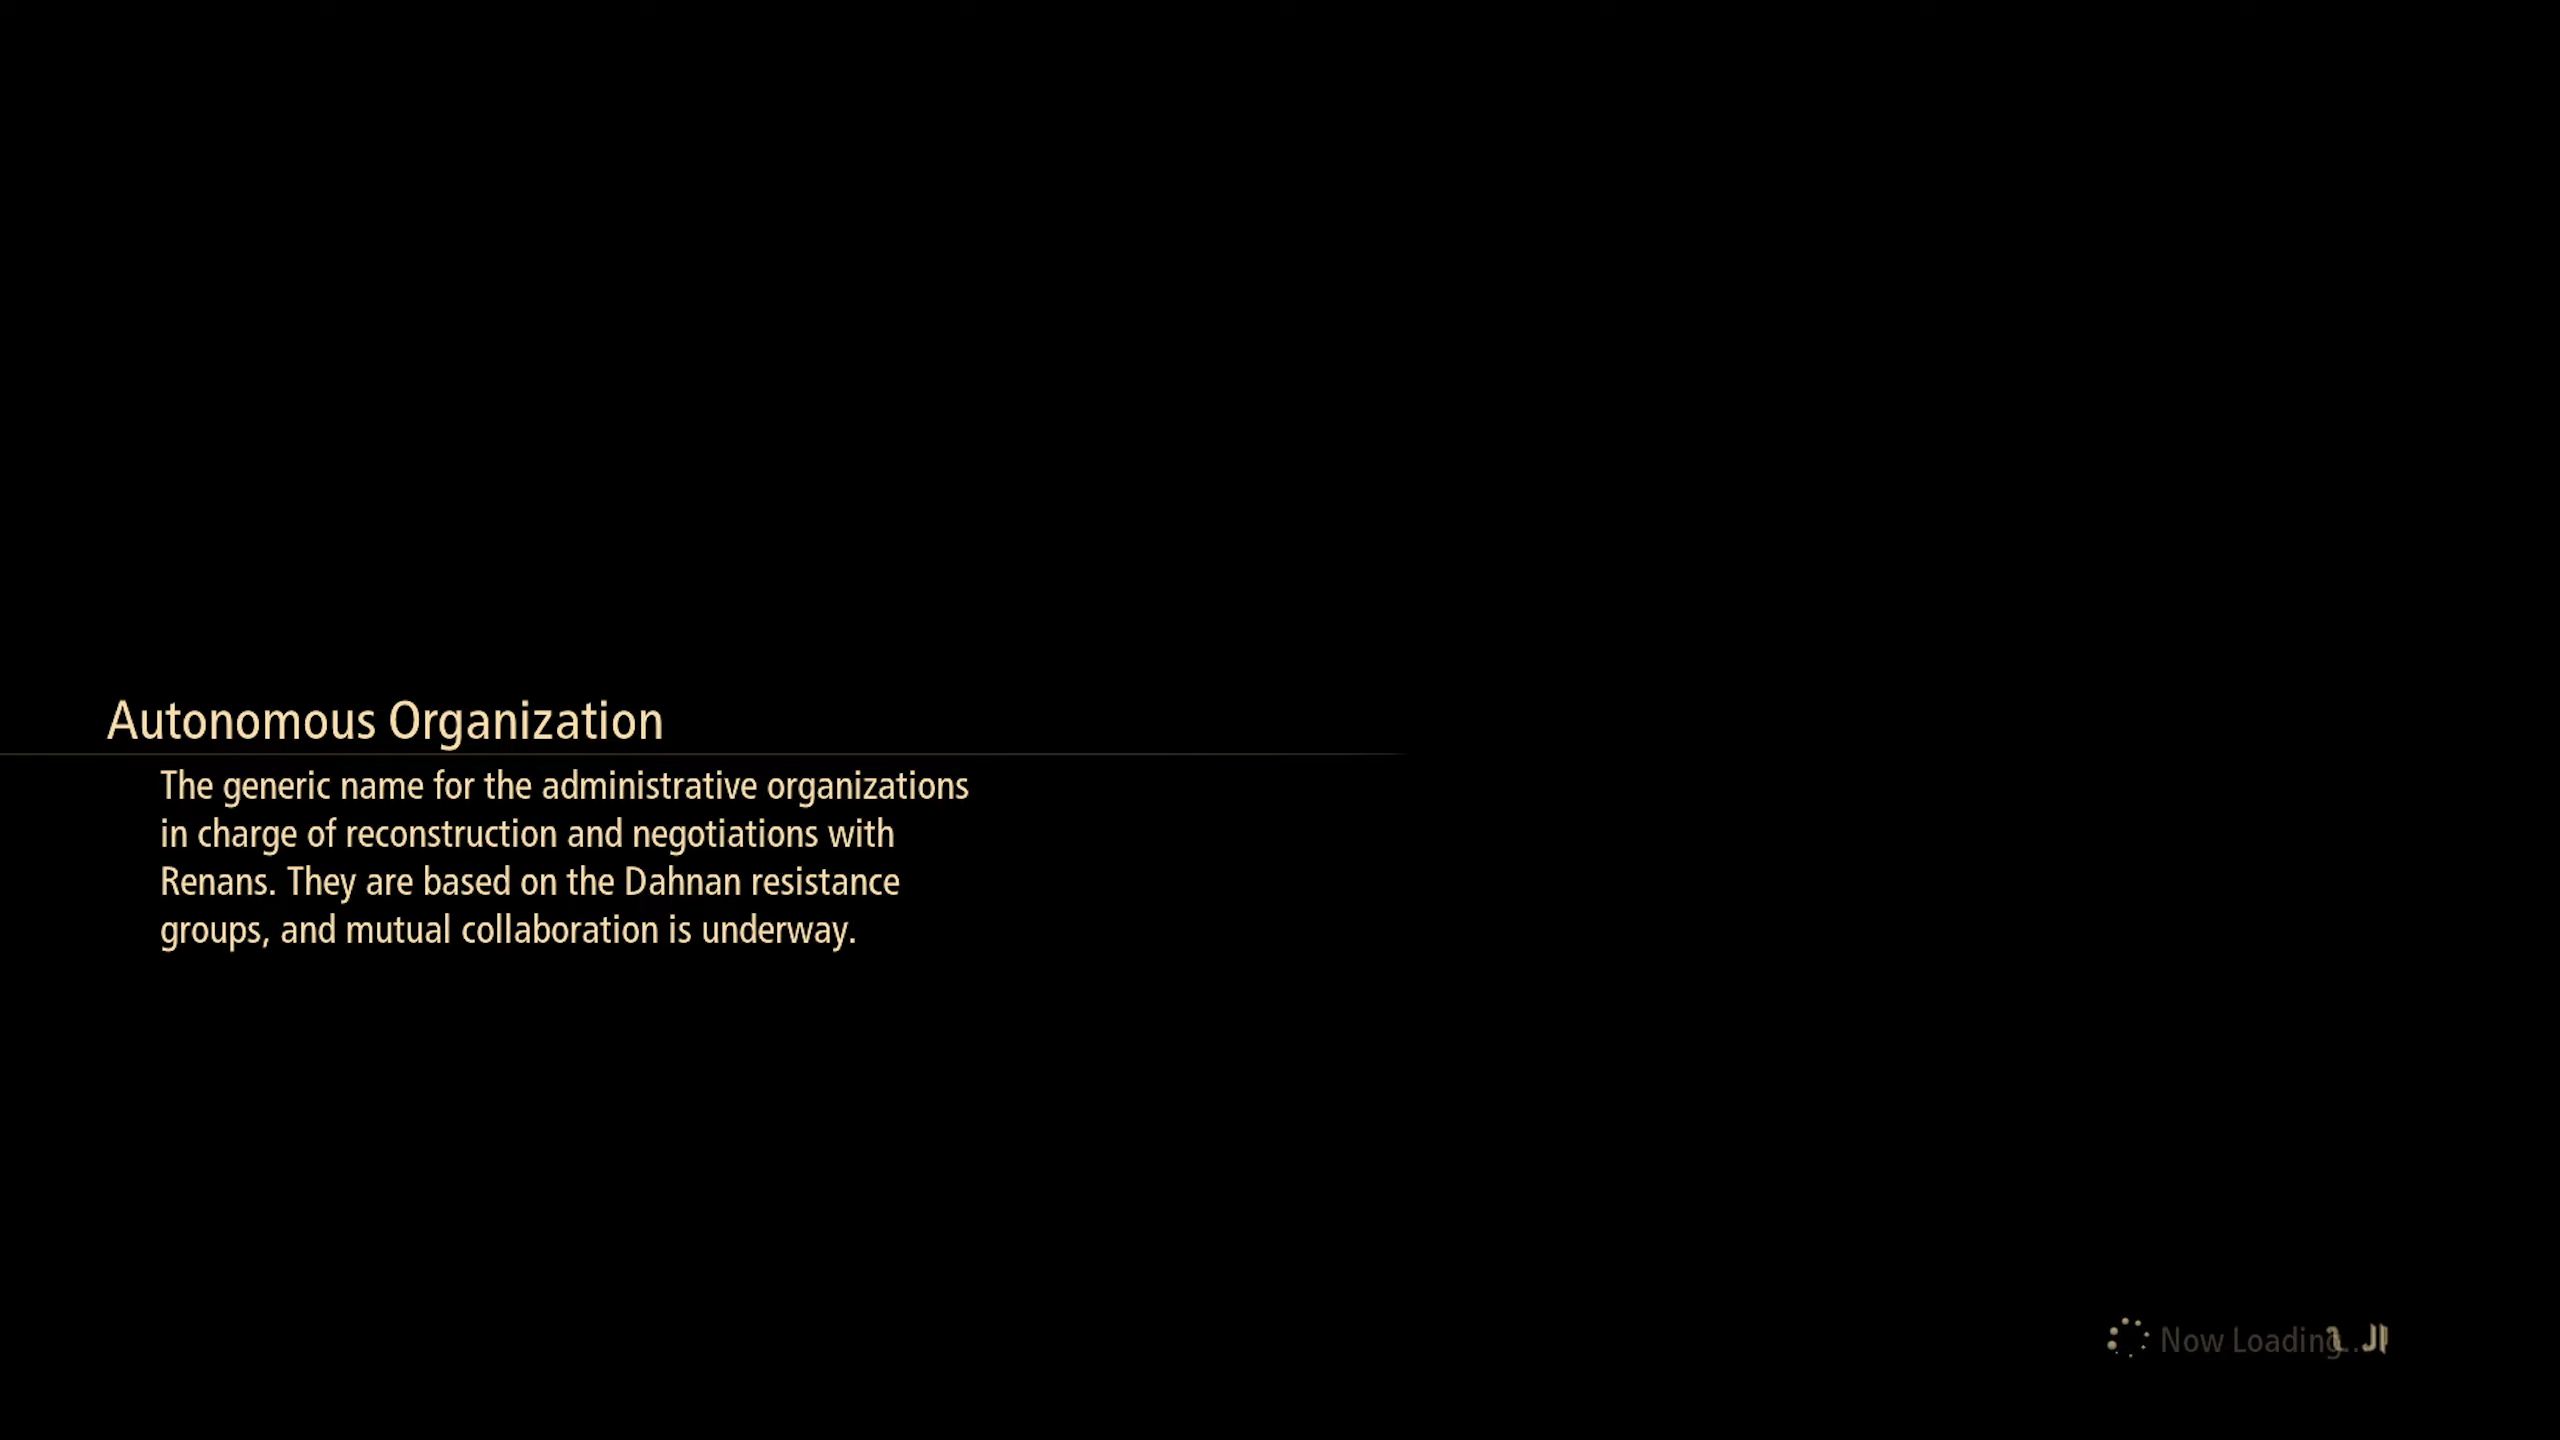 Autonomous Organization
The generic name for the administrative organizations
in charge of reconstruction and negotiations with
Renans. They are based on the Dahnan resistance
groups, and mutual collaboration is underway.
Now Loading...